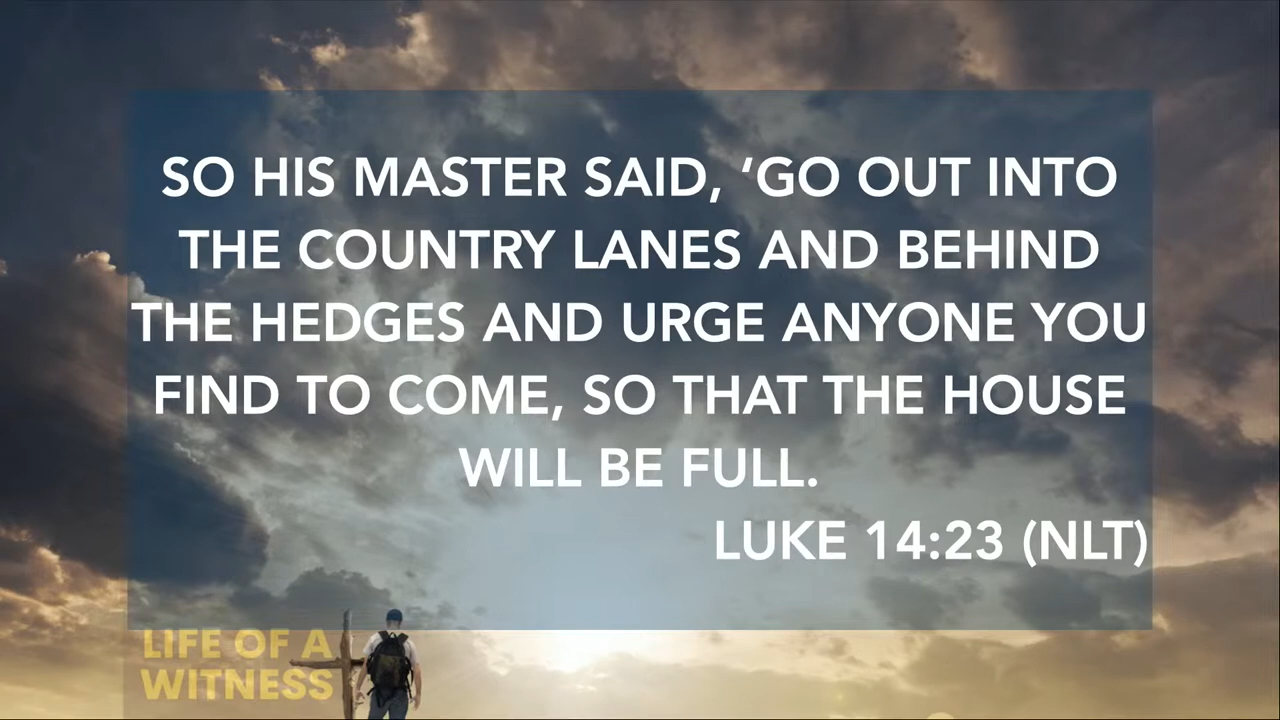 SO HIS MASTER SAID, ‘GO OUT INTO
THE COUNTRY LANES AND BEHIND
THE HEDGES AND URGE ANYONE YOU
FIND TO COME, SO THAT THE HOUSE
WILL BE FULL.
LUKE 14:23 (NLT)
LIFE OF A
WITNESS